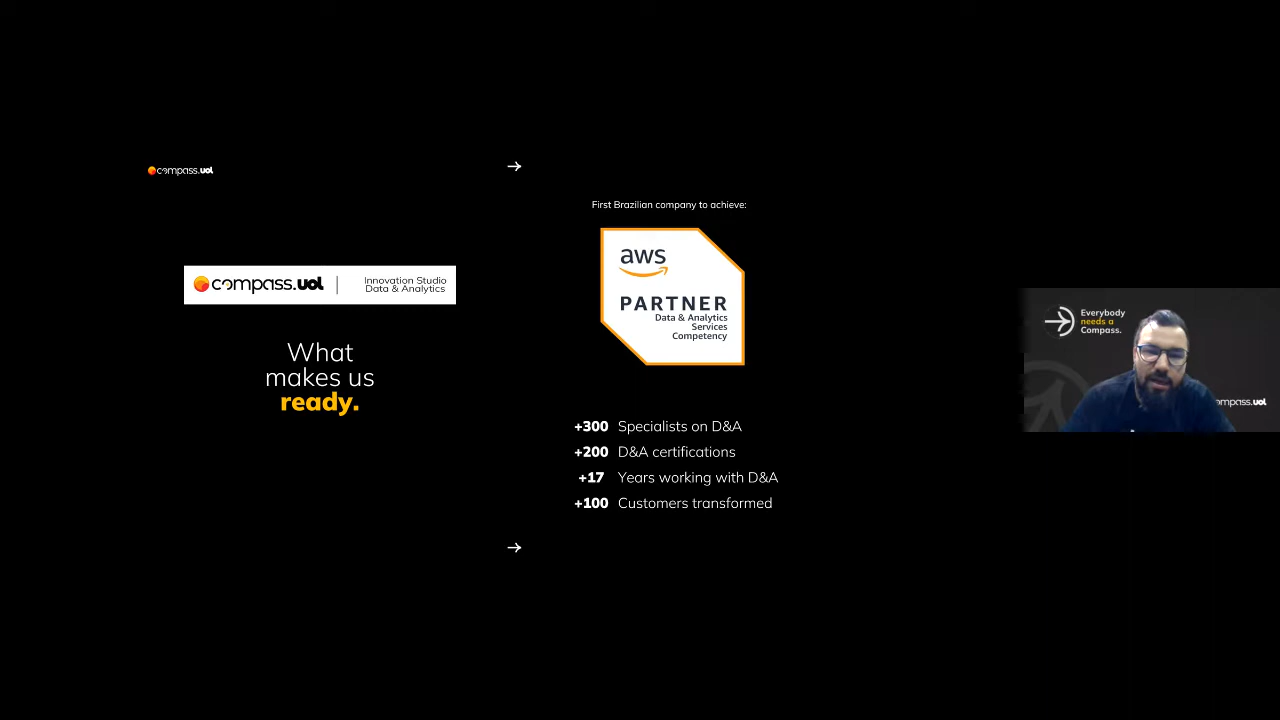 compass.uol
compass.uol | Innovation Studio
Data & Analytics
What
makes us
ready.
First Brazilian company to achieve:
aws
PARTNER
Data & Analytics
Services
Competency
+300 Specialists on D&A
+200 D&A certifications
+17 Years working with D&A
+100 Customers transformed
Everybody
needs a
Compass.
ompass.uol